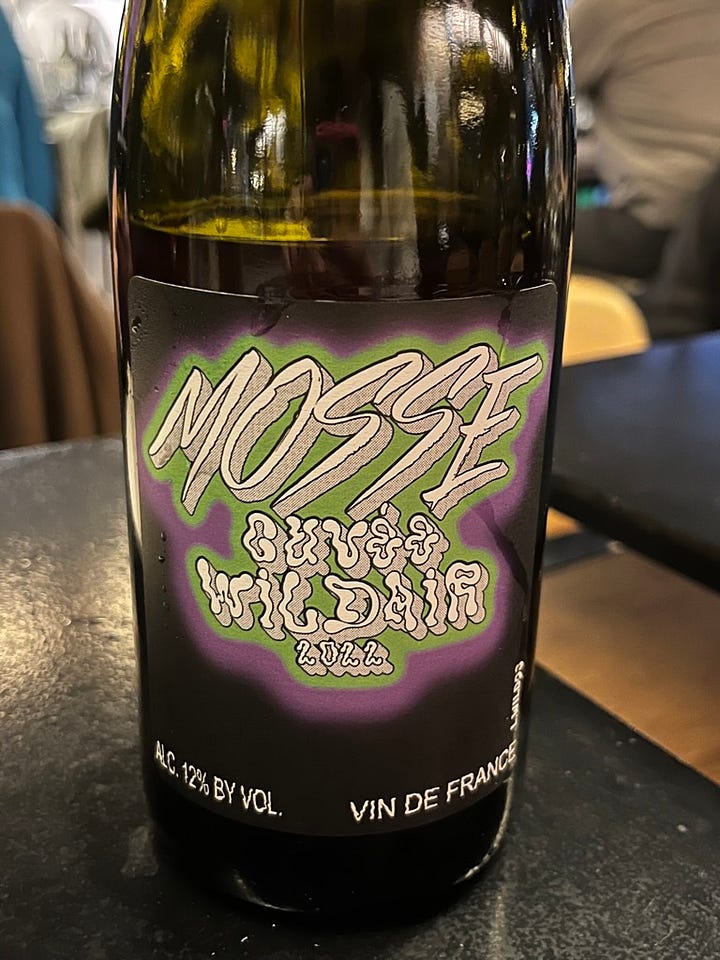 MOSSE
CUVÉE
WILDAIR
2022
ALC. 12% BY VOL.
VIN DE FRANCE